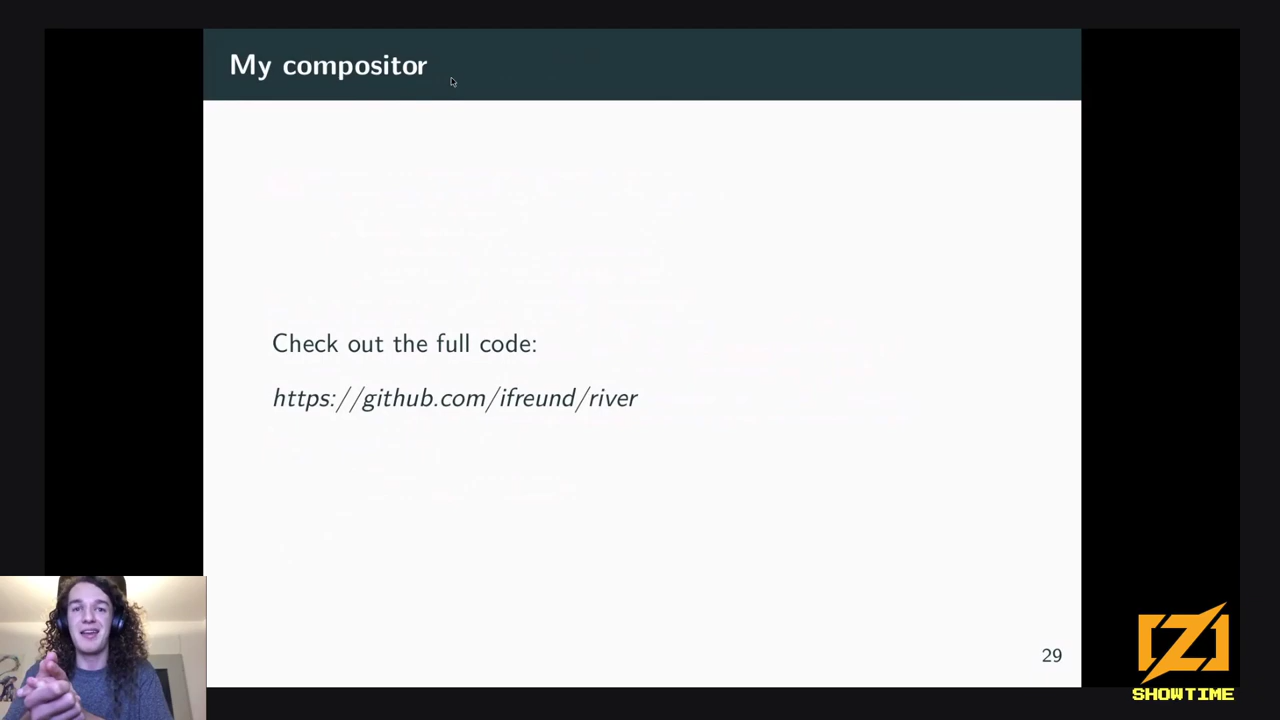 My compositor
Check out the full code:
https://github.com/ifreund/river
29
Z
SHOWTIME